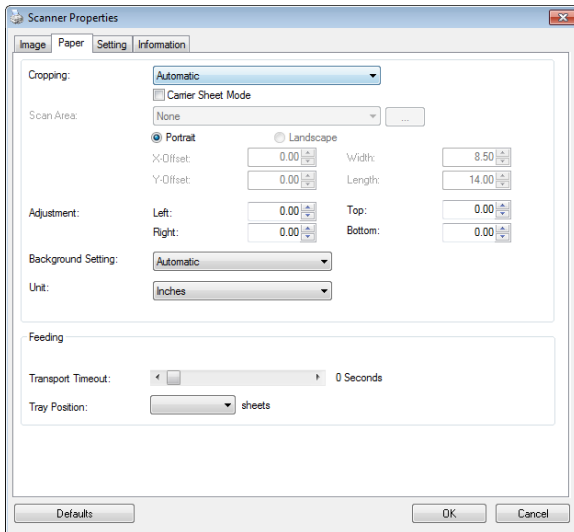 Scanner Properties
Image Paper Setting Information
Cropping: Automatic
Carrier Sheet Mode
Scan Area: None ...
Portrait Landscape
X-Offset: 0.00 Width: 8.50
Y-Offset: 0.00 Length: 14.00
Adjustment: Left: 0.00 Top: 0.00
Right: 0.00 Bottom: 0.00
Background Setting: Automatic
Unit: Inches
Feeding
Transport Timeout: 0 Seconds
Tray Position: sheets
Defaults OK Cancel